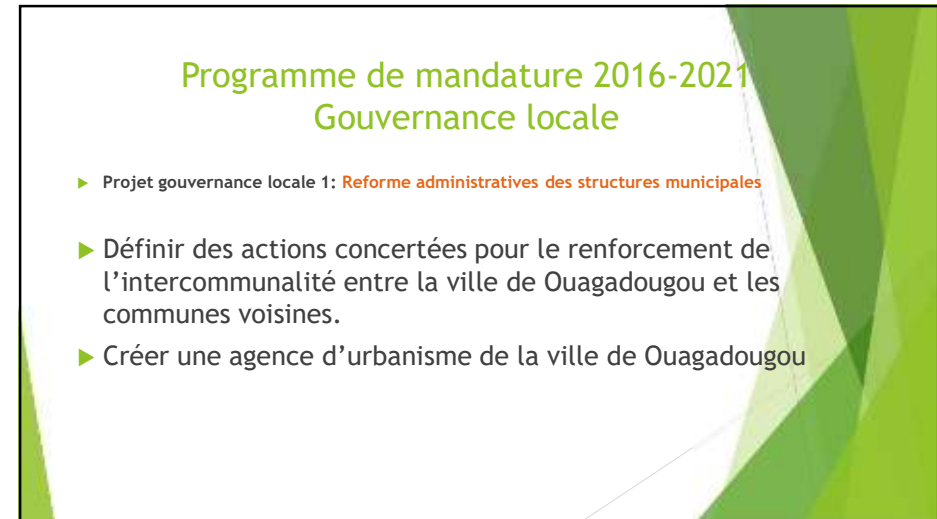 Programme de mandature 2016-2021
Gouvernance locale
Projet gouvernance locale 1: Reforme administratives des structures municipales
Définir des actions concertées pour le renforcement de
l’intercommunalité entre la ville de Ouagadougou et les
communes voisines.
Créer une agence d’urbanisme de la ville de Ouagadougou